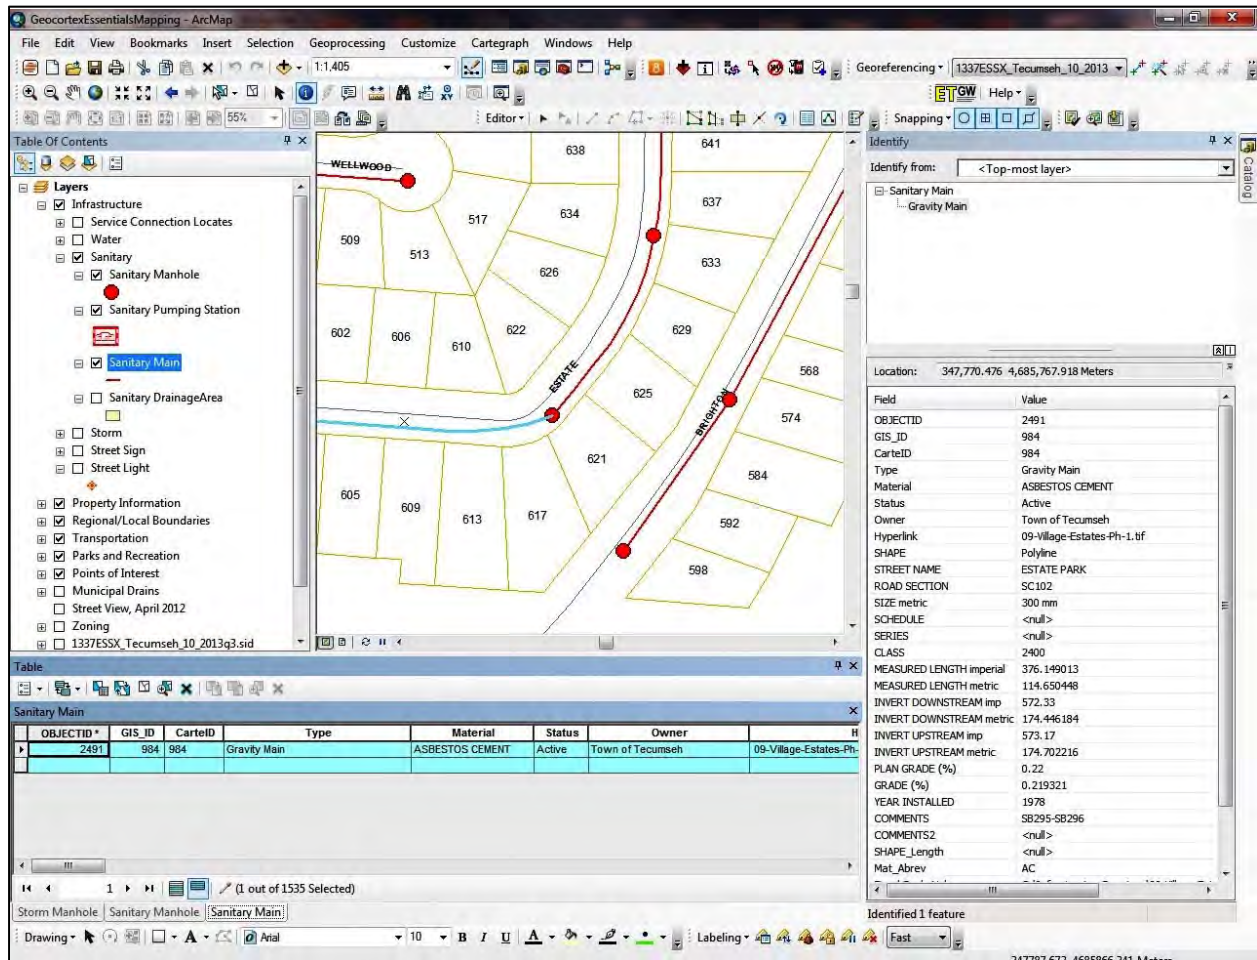 GeocortexEssentialsMapping - ArcMap
File Edit View Bookmarks Insert Selection Geoprocessing Customize Cartegraph Windows Help
1:1,405
Georeferencing 1337ESSX_Tecumseh_10_2013
ET GW Help
55%
Editor
Snapping
Table Of Contents
Layers
Infrastructure
Service Connection Locates
Water
Sanitary
Sanitary Manhole
Sanitary Pumping Station
Sanitary Main
Sanitary DrainageArea
Storm
Street Sign
Street Light
Property Information
Regional/Local Boundaries
Transportation
Parks and Recreation
Points of Interest
Municipal Drains
Street View, April 2012
Zoning
1337ESSX_Tecumseh_10_2013q3.sid
WELLWOOD
638
641
517
634
637
509
513
626
633
602
606
610
622
629
ESTATE
568
625
BRIGHTON
574
621
584
605
609
613
617
592
598
Identify
Identify from: <Top-most layer>
Sanitary Main
Gravity Main
Catalog
Location: 347,770.476 4,685,767.918 Meters
Field Value
OBJECTID 2491
GIS_ID 984
CarteID 984
Type Gravity Main
Material ASBESTOS CEMENT
Status Active
Owner Town of Tecumseh
Hyperlink 09-Village-Estates-Ph-1.tif
SHAPE Polyline
STREET NAME ESTATE PARK
ROAD SECTION SC102
SIZE metric 300 mm
SCHEDULE <null>
SERIES <null>
CLASS 2400
MEASURED LENGTH imperial 376.149013
MEASURED LENGTH metric 114.650448
INVERT DOWNSTREAM imp 572.33
INVERT DOWNSTREAM metric 174.446184
INVERT UPSTREAM imp 573.17
INVERT UPSTREAM metric 174.702216
PLAN GRADE (%) 0.22
GRADE (%) 0.219321
YEAR INSTALLED 1978
COMMENTS SB295-SB296
COMMENTS2 <null>
SHAPE_Length <null>
Mat_Abrev AC
Identified 1 feature
Table
Sanitary Main
OBJECTID * GIS_ID CarteID Type Material Status Owner H
2491 984 984 Gravity Main ASBESTOS CEMENT Active Town of Tecumseh 09-Village-Estates-Ph-
1 (1 out of 1535 Selected)
Storm Manhole Sanitary Manhole Sanitary Main
Drawing A Arial 10 B I U A Labeling Fast